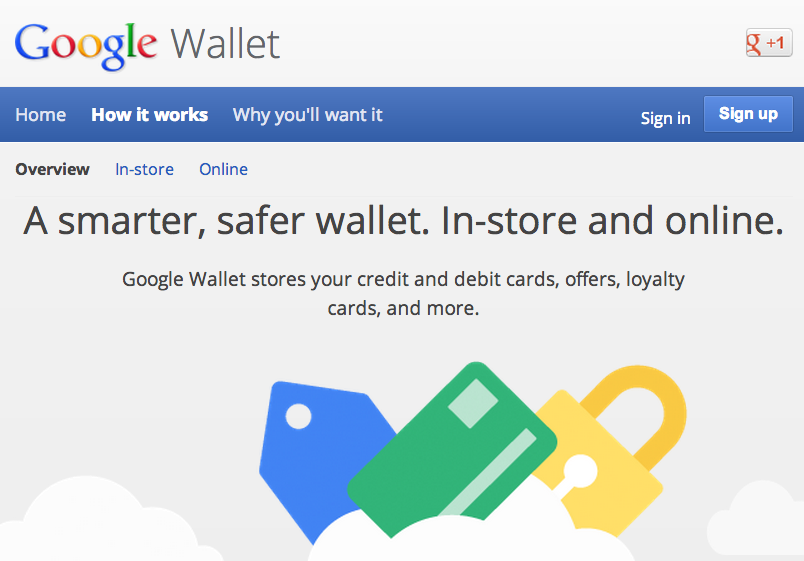 Google Wallet
g +1
Home How it works Why you'll want it Sign in Sign up
Overview In-store Online
A smarter, safer wallet. In-store and online.
Google Wallet stores your credit and debit cards, offers, loyalty
cards, and more.